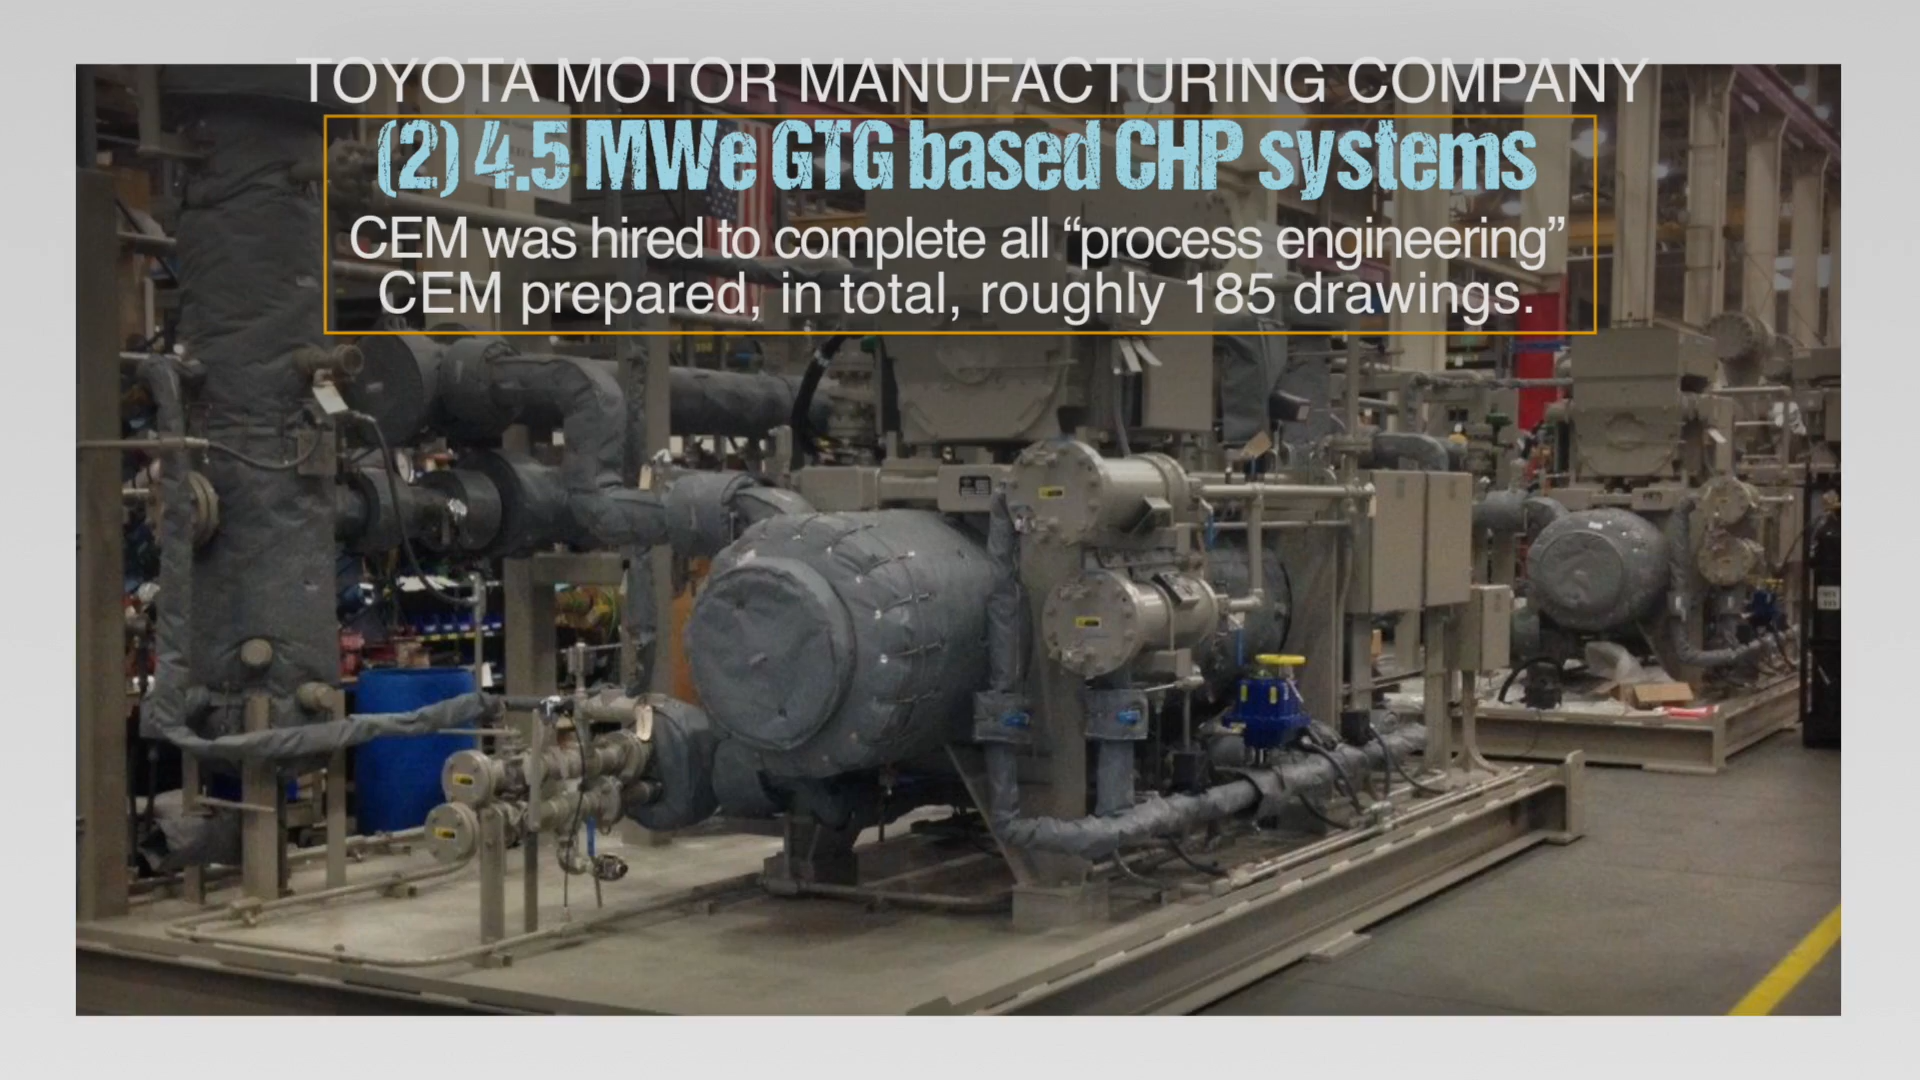 TOYOTA MOTOR MANUFACTURING COMPANY
(2) 4.5 MWe GTG based CHP systems
CEM was hired to complete all “process engineering”
CEM prepared, in total, roughly 185 drawings.